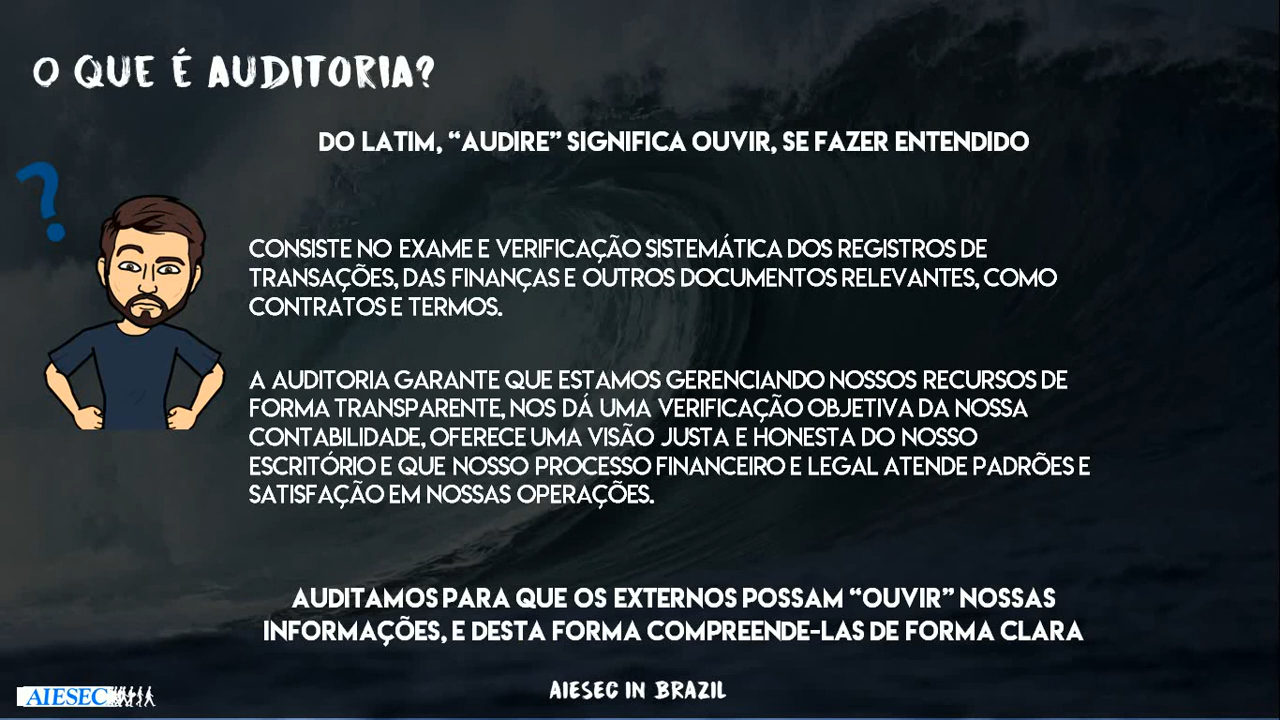 O QUE É AUDITORIA?
DO LATIM, “AUDIRE” SIGNIFICA OUVIR, SE FAZER ENTENDIDO
?
CONSISTE NO EXAME E VERIFICAÇÃO SISTEMÁTICA DOS REGISTROS DE
TRANSAÇÕES, DAS FINANÇAS E OUTROS DOCUMENTOS RELEVANTES, COMO
CONTRATOS E TERMOS.
A AUDITORIA GARANTE QUE ESTAMOS GERENCIANDO NOSSOS RECURSOS DE
FORMA TRANSPARENTE, NOS DÁ UMA VERIFICAÇÃO OBJETIVA DA NOSSA
CONTABILIDADE, OFERECE UMA VISÃO JUSTA E HONESTA DO NOSSO
ESCRITÓRIO E QUE NOSSO PROCESSO FINANCEIRO E LEGAL ATENDE PADRÕES E
SATISFAÇÃO EM NOSSAS OPERAÇÕES.
AUDITAMOS PARA QUE OS EXTERNOS POSSAM “OUVIR” NOSSAS
INFORMAÇÕES, E DESTA FORMA COMPREENDE-LAS DE FORMA CLARA
AIESEC
AIESEC IN BRAZIL